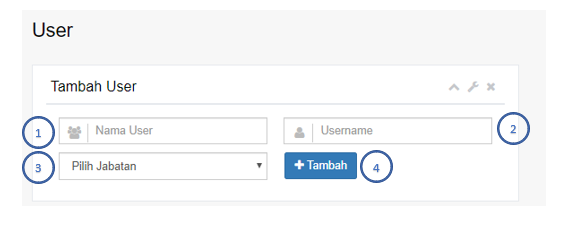 User
Tambah User
1 Nama User Username 2
3 Pilih Jabatan Tambah 4